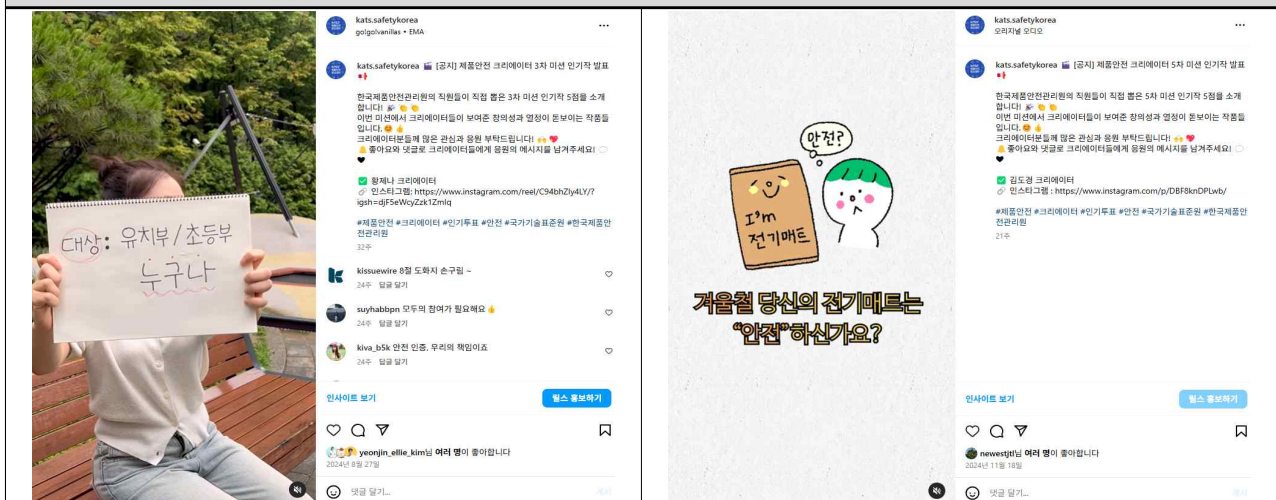 kats.safetykorea
golgolvanillas • EMA
kats.safetykorea 🎬 [공지] 제품안전 크리에이터 3차 미션 인기작 발표
📢
한국제품안전관리원의 직원들이 직접 뽑은 3차 미션 인기작 5점을 소개
합니다! 🎉 👏 👏
이번 미션에서 크리에이터들이 보여준 창의성과 열정이 돋보이는 작품들
입니다.😊 👍
크리에이터분들께 많은 관심과 응원 부탁드립니다! 🙌 💖
🔔좋아요와 댓글로 크리에이터들에게 응원의 메시지를 남겨주세요! 💬
🖤
✅ 황제나 크리에이터
🔗 인스타그램: https://www.instagram.com/reel/C94bhZly4LY/?
igsh=djF5eWcyZzk1ZmIq
#제품안전 #크리에이터 #인기투표 #안전 #국가기술표준원 #한국제품안
전관리원
32주
kissuewire 8절 도화지 손구림 ~
24주 답글 달기
suyhabbpn 모두의 참여가 필요해요👍
24주 답글 달기
kiva_b5k 안전 인증, 우리의 책임이죠
24주 답글 달기
인사이트 보기
릴스 홍보하기
yeonjin_ellie_kim님 여러 명이 좋아합니다
2024년 8월 27일
댓글 달기...
게시
대상: 유치부/초등부
누구나
kats.safetykorea
오리지널 오디오
kats.safetykorea 🎬 [공지] 제품안전 크리에이터 5차 미션 인기작 발표
📢
한국제품안전관리원의 직원들이 직접 뽑은 5차 미션 인기작 5점을 소개
합니다! 🎉 👏 👏
이번 미션에서 크리에이터들이 보여준 창의성과 열정이 돋보이는 작품들
입니다.😊 👍
크리에이터분들께 많은 관심과 응원 부탁드립니다! 🙌 💖
🔔좋아요와 댓글로 크리에이터들에게 응원의 메시지를 남겨주세요! 💬
🖤
✅ 김도경 크리에이터
🔗 인스타그램 : https://www.instagram.com/p/DBF8knDPLwb/
#제품안전 #크리에이터 #인기투표 #안전 #국가기술표준원 #한국제품안
전관리원
21주
인사이트 보기
릴스 홍보하기
newestjtl님 여러 명이 좋아합니다
2024년 11월 18일
댓글 달기...
게시
안전?
I'm
전기매트
겨울철 당신의 전기매트는
“안전”하신가요?